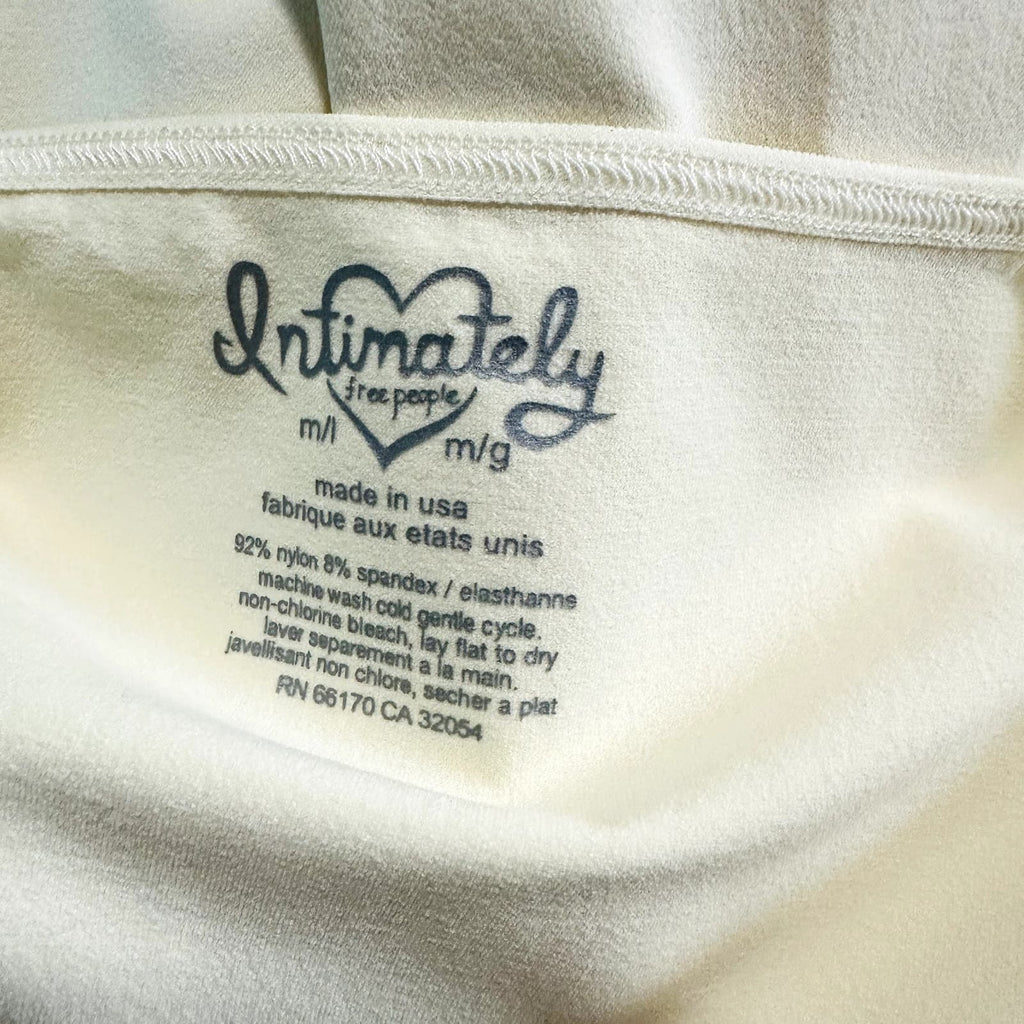 Intimately
free people
m/l m/g
made in usa
fabrique aux etats unis
92% nylon 8% spandex / elasthanne
machine wash cold gentle cycle.
non-chlorine bleach, lay flat to dry
laver separement a la main.
javellisant non chlore, secher a plat
RN 66170 CA 32054